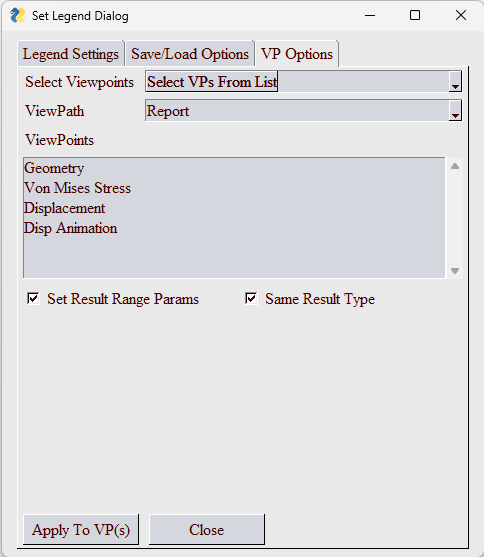 Set Legend Dialog
Legend Settings Save/Load Options VP Options
Select Viewpoints Select VPs From List
ViewPath Report
ViewPoints
Geometry
Von Mises Stress
Displacement
Disp Animation
Set Result Range Params Same Result Type
Apply To VP(s) Close